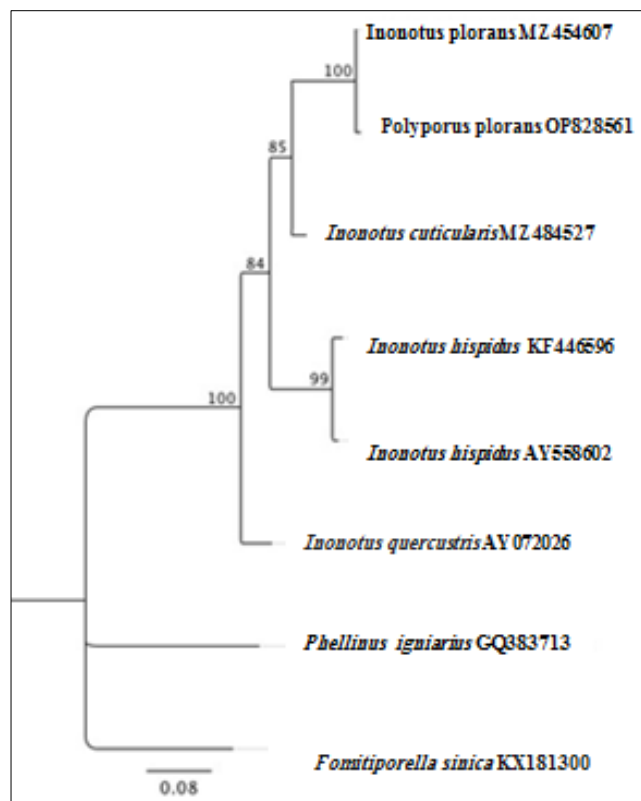 Inonotus plorans MZ454607
100
Polyporus plorans OP828561
85
Inonotus cuticularis MZ484527
84
Inonotus hispidus KF446596
99
100
Inonotus hispidus AY558602
Inonotus quercustris AY072026
Phellinus igniarius GQ383713
Fomitiporella sinica KX181300
0.08